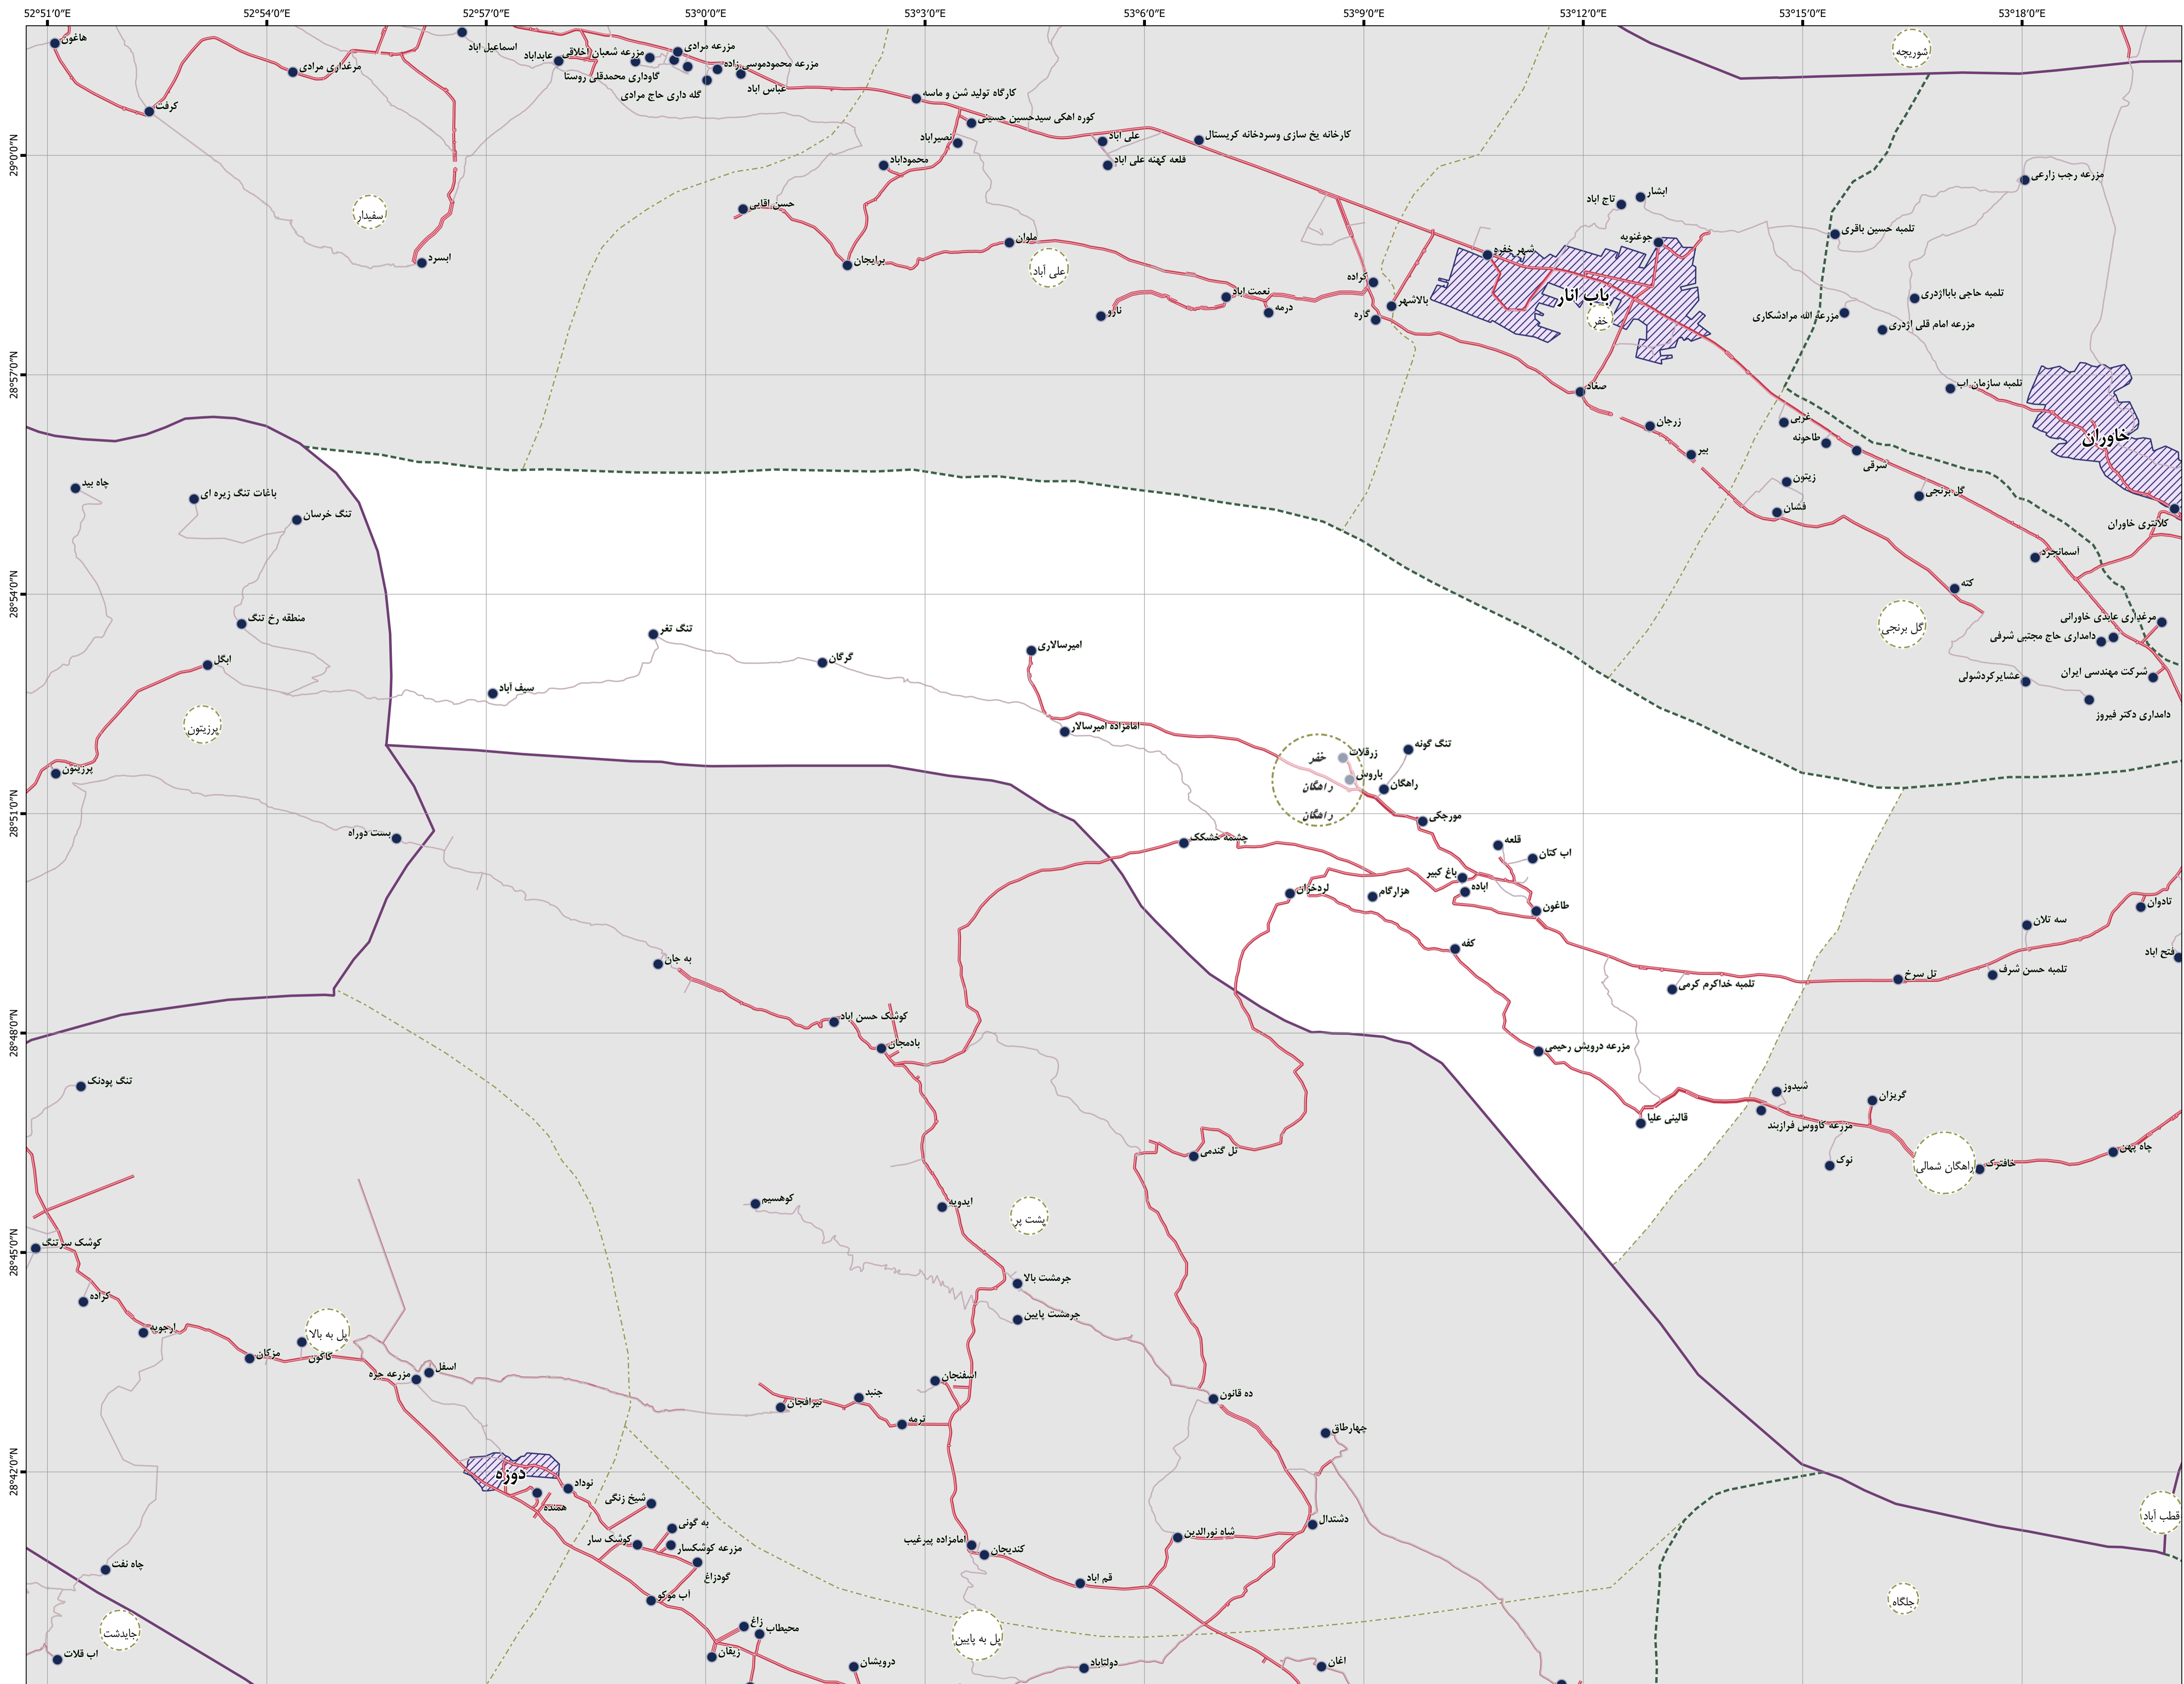 52°51'0"E 52°54'0"E 52°57'0"E 53°0'0"E 53°3'0"E 53°6'0"E 53°9'0"E 53°12'0"E 53°15'0"E 53°18'0"E
29°0'0"N
28°57'0"N
28°54'0"N
28°51'0"N
28°48'0"N
28°45'0"N
28°42'0"N
هاغون
مرغداری مرادی
کرفت
اسماعیل اباد
عابداباد
مزرعه شعبان اخلاقی
مزرعه مرادی
مزرعه محمودموسی زاده
گاوداری محمدقلی روستا
گله داری حاج مرادی
عباس اباد
کارگاه تولید شن و ماسه
کوره اهکی سیدحسین حسینی
نصیراباد
علی اباد
کارخانه یخ سازی وسردخانه کریستال
شوریچه
محموداباد
قلعه کهنه علی اباد
مزرعه رجب زارعی
سفیدار
حسن اقایی
تاج اباد
ابشار
تلمبه حسین باقری
ابسرد
برایجان
ملوان
علی آباد
شهر خفره
جوغنویه
کراده
نعمت اباد
باب انار
خفر
تلمبه حاجی بابااژدری
نارو
درمه
گاره
بالاشهر
مزرعه الله مرادشکاری
مزرعه امام قلی اژدری
صغاد
تلمبه سازمان اب
زرجان
غربی
طاحونه
خاوران
ببر
شرقی
چاه بید
باغات تنگ زیره ای
تنگ خرسان
زیتون
گل برنجی
فشان
کلانتری خاوران
آسمانجرد
کته
منطقه رخ تنگ
تنگ تغر
امیرسالاری
گل برنجی
مرغداری عابدی خاورانی
دامداری حاج مجتبی شرفی
ابگل
گرگان
شرکت مهندسی ایران
عشایرکردشولی
سیف آباد
دامداری دکتر فیروز
پرزیتون
امامزاده امیرسالار
تنگ گونه
خفر
زرقلات
پرزیتون
باروس
راهگان
راهگان
راهگان
مورجکی
بست دوراه
چشمه خشکک
قلعه
اب کتان
باغ کبیر
اباده
لردخزان
هزارگام
طاغون
تادوان
سه تلان
کفه
فتح اباد
به جان
تل سرخ
تلمبه حسن شرف
تلمبه خداکرم کرمی
کوشک حسن اباد
بادمجان
مزرعه درویش رحیمی
تنگ پودنک
شیدوز
گریزان
قالینی علیا
مزرعه کاووس فرازبند
تل گندمی
نوک
راهگان شمالی
خافترک
چاه پهن
کوهسیم
ایدویه
پشت پر
کوشک سرتنگ
جرمشت بالا
کراده
جرمشت پایین
ارجویه
پل به بالا
مزکان
کاکون
اسفل
مزرعه جره
اسفنجان
جنبد
تیرافجان
نرمه
ده قانون
چهارطاق
دوزه
نوداد
همنده
شیخ زنگی
به گونی
دشتدال
قطب آباد
کوشک سار
مزرعه کوشکسار
امامزاده پیرغیب
کندیجان
شاه نورالدین
چاه نفت
گودزاغ
قم اباد
آب موکو
جلگاه
جایدشت
زاغ
محیطاب
پل به پایین
اب قلات
زیقان
درویشان
دولتاباد
اغان